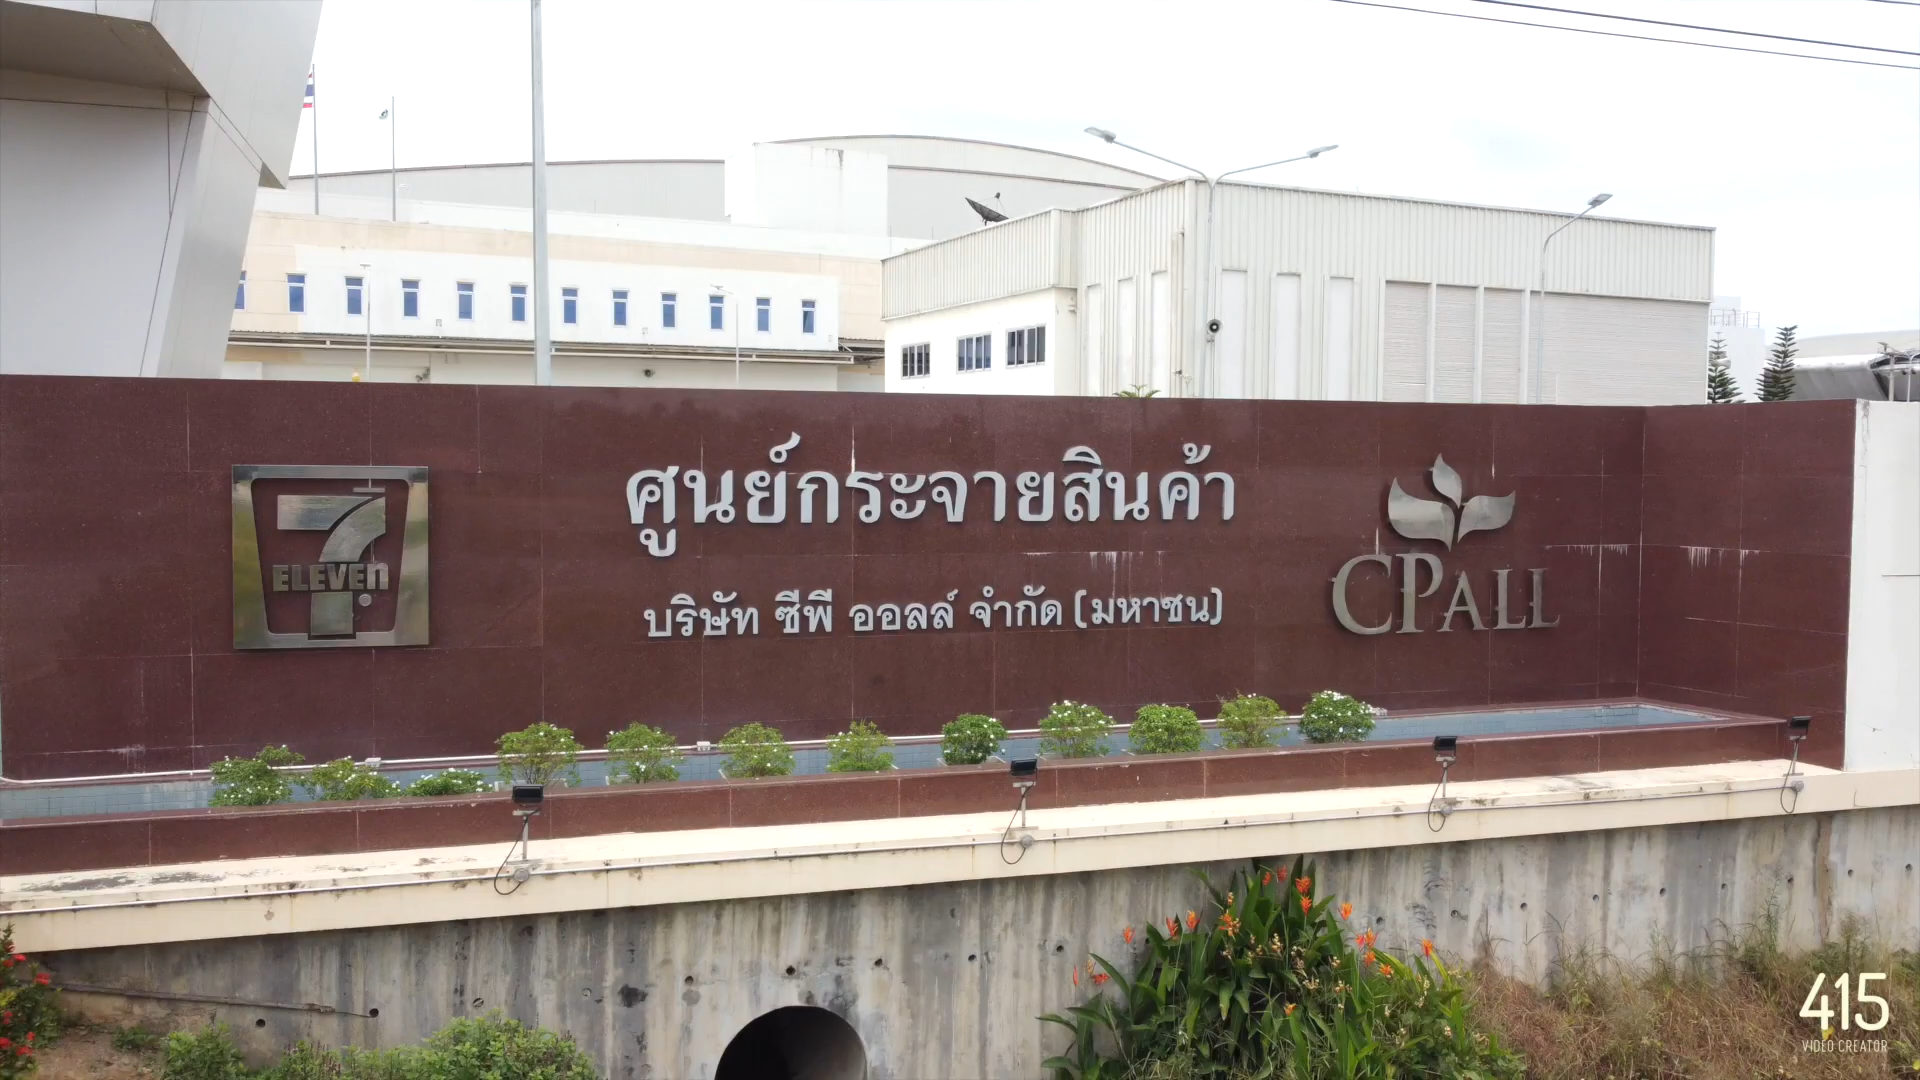 7
ELEVEn
ศูนย์กระจายสินค้า
บริษัท ซีพี ออลล์ จำกัด (มหาชน)
CPALL
415
VIDEO CREATOR